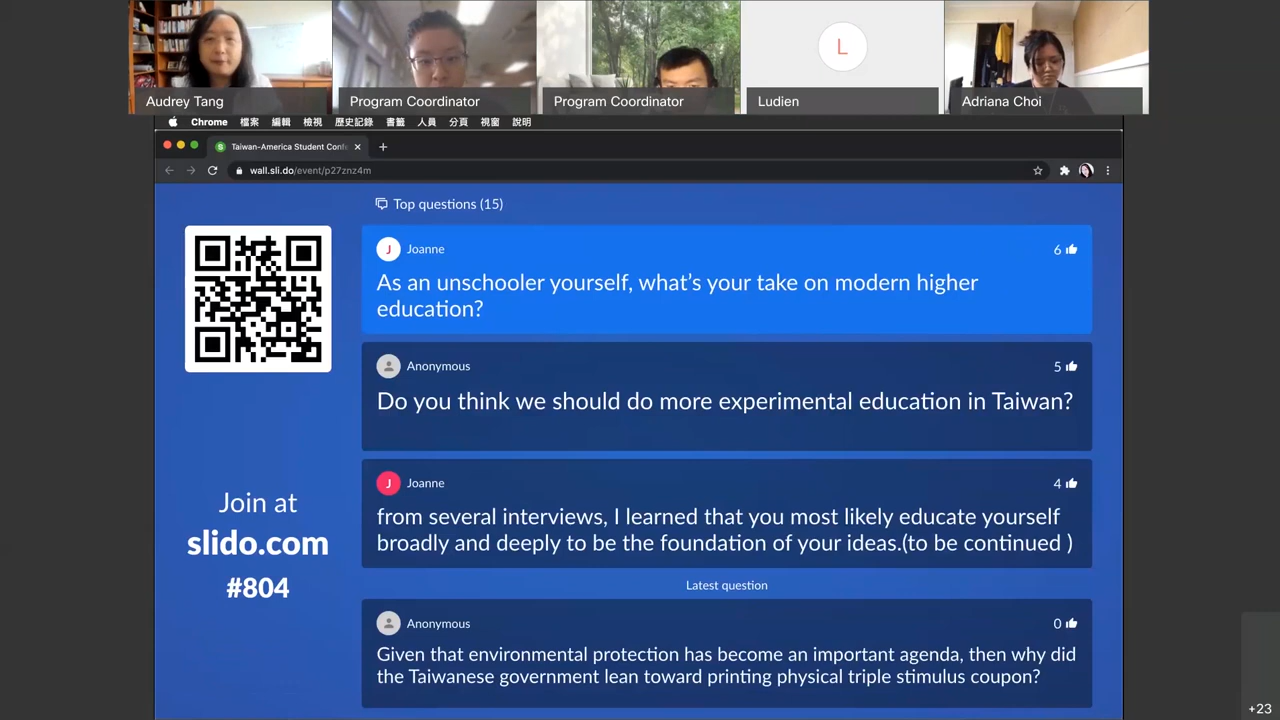 Audrey Tang
Program Coordinator
Program Coordinator
L
Ludien
Adriana Choi
Chrome 檔案 編輯 檢視 歷史記錄 書籤 人員 分頁 視窗 說明
S
Taiwan-America Student Conf
wall.sli.do/event/p27znz4m
Top questions (15)
J Joanne 6
As an unschooler yourself, what's your take on modern higher
education?
Anonymous 5
Do you think we should do more experimental education in Taiwan?
J Joanne 4
from several interviews, I learned that you most likely educate yourself
broadly and deeply to be the foundation of your ideas.(to be continued )
Join at
slido.com
#804
Latest question
Anonymous 0
Given that environmental protection has become an important agenda, then why did
the Taiwanese government lean toward printing physical triple stimulus coupon?
+23